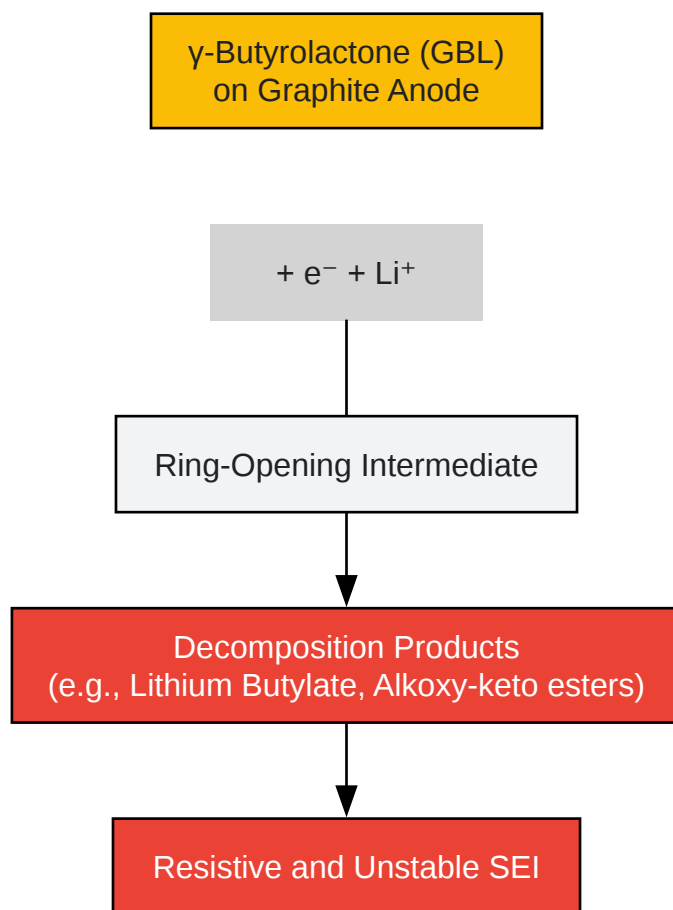 γ-Butyrolactone (GBL)
on Graphite Anode
+ e⁻ + Li⁺
Ring-Opening Intermediate
Decomposition Products
(e.g., Lithium Butylate, Alkoxy-keto esters)
Resistive and Unstable SEI